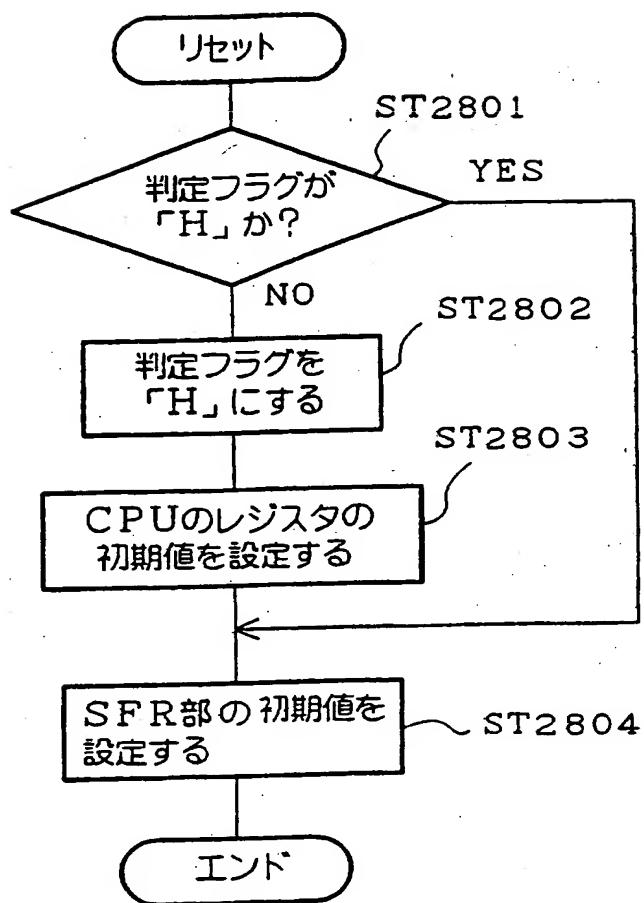 リセット
ST2801
判定フラグが
「H」か?
YES
NO
ST2802
判定フラグを
「H」にする
ST2803
CPUのレジスタの
初期値を設定する
SFR部の初期値を
設定する
ST2804
エンド